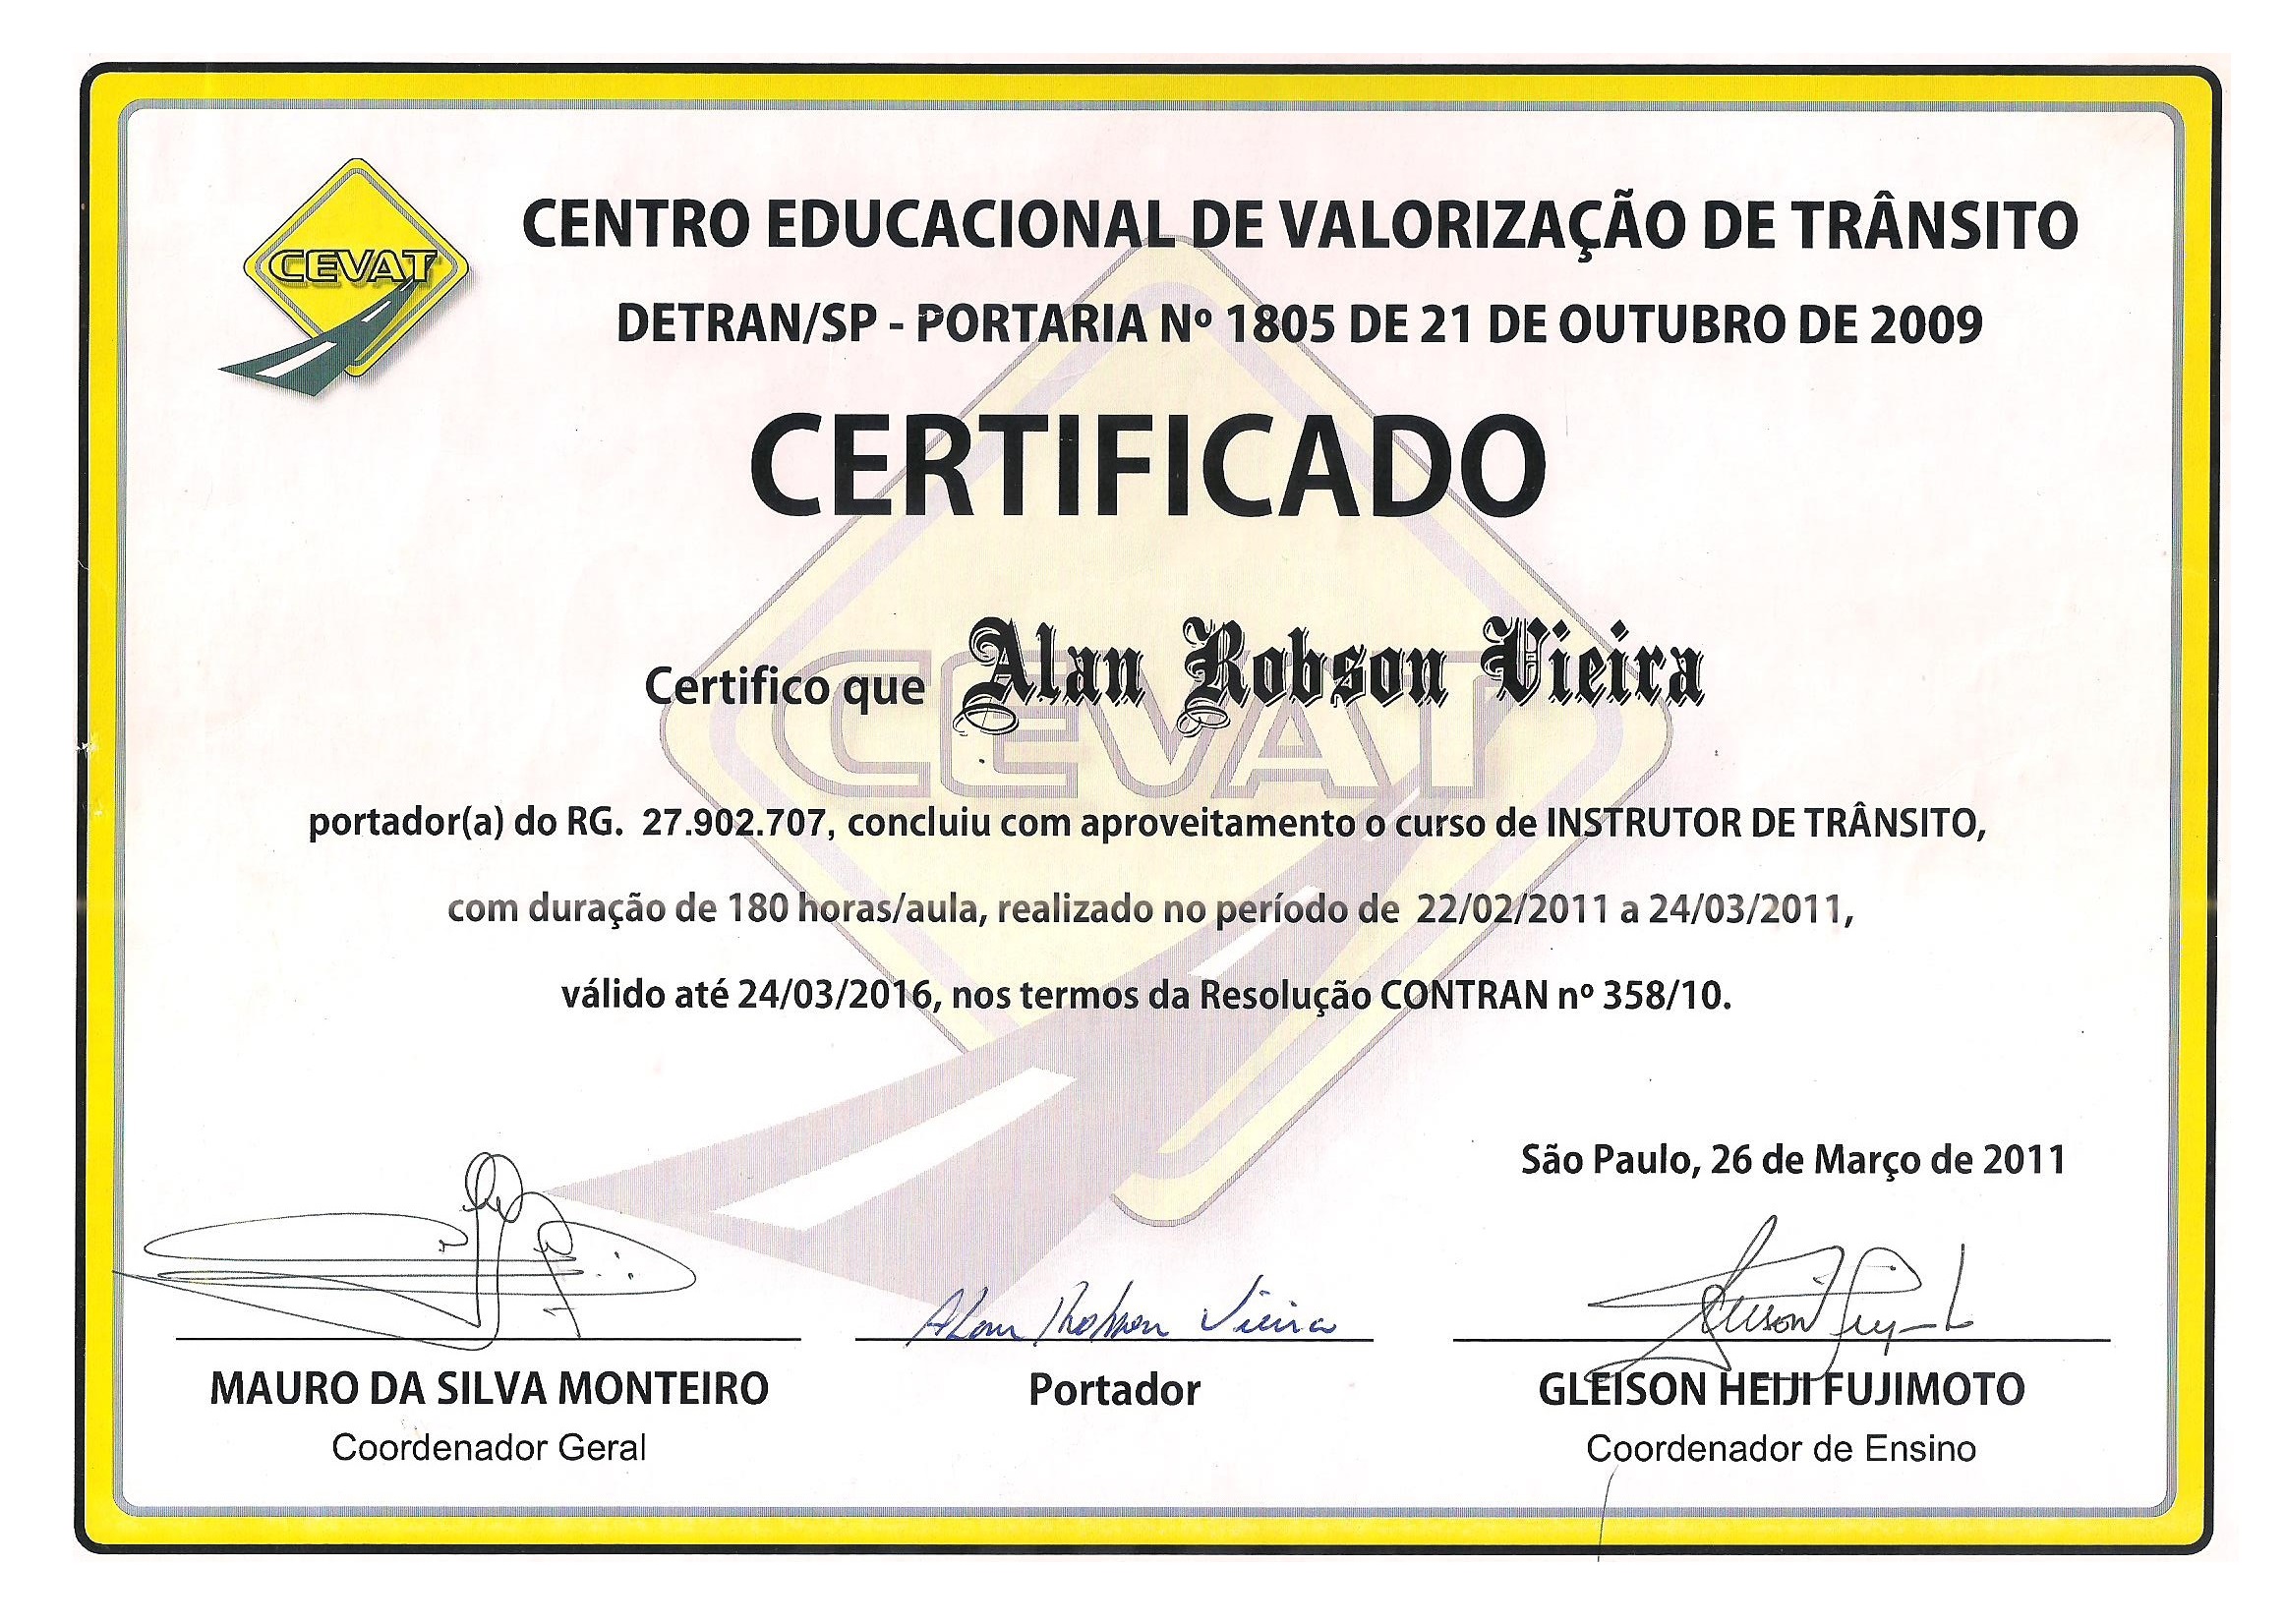 CEVAT
CENTRO EDUCACIONAL DE VALORIZAÇÃO DE TRÂNSITO
DETRAN/SP - PORTARIA Nº 1805 DE 21 DE OUTUBRO DE 2009
CERTIFICADO
Certifico que Alan Robson Vieira
CEVAT
portador(a) do RG. 27.902.707, concluiu com aproveitamento o curso de INSTRUTOR DE TRÂNSITO,
com duração de 180 horas/aula, realizado no período de 22/02/2011 a 24/03/2011,
válido até 24/03/2016, nos termos da Resolução CONTRAN nº 358/10.
São Paulo, 26 de Março de 2011
Alan Robson Vieira
MAURO DA SILVA MONTEIRO
Coordenador Geral
Portador
GLEISON HEIJI FUJIMOTO
Coordenador de Ensino